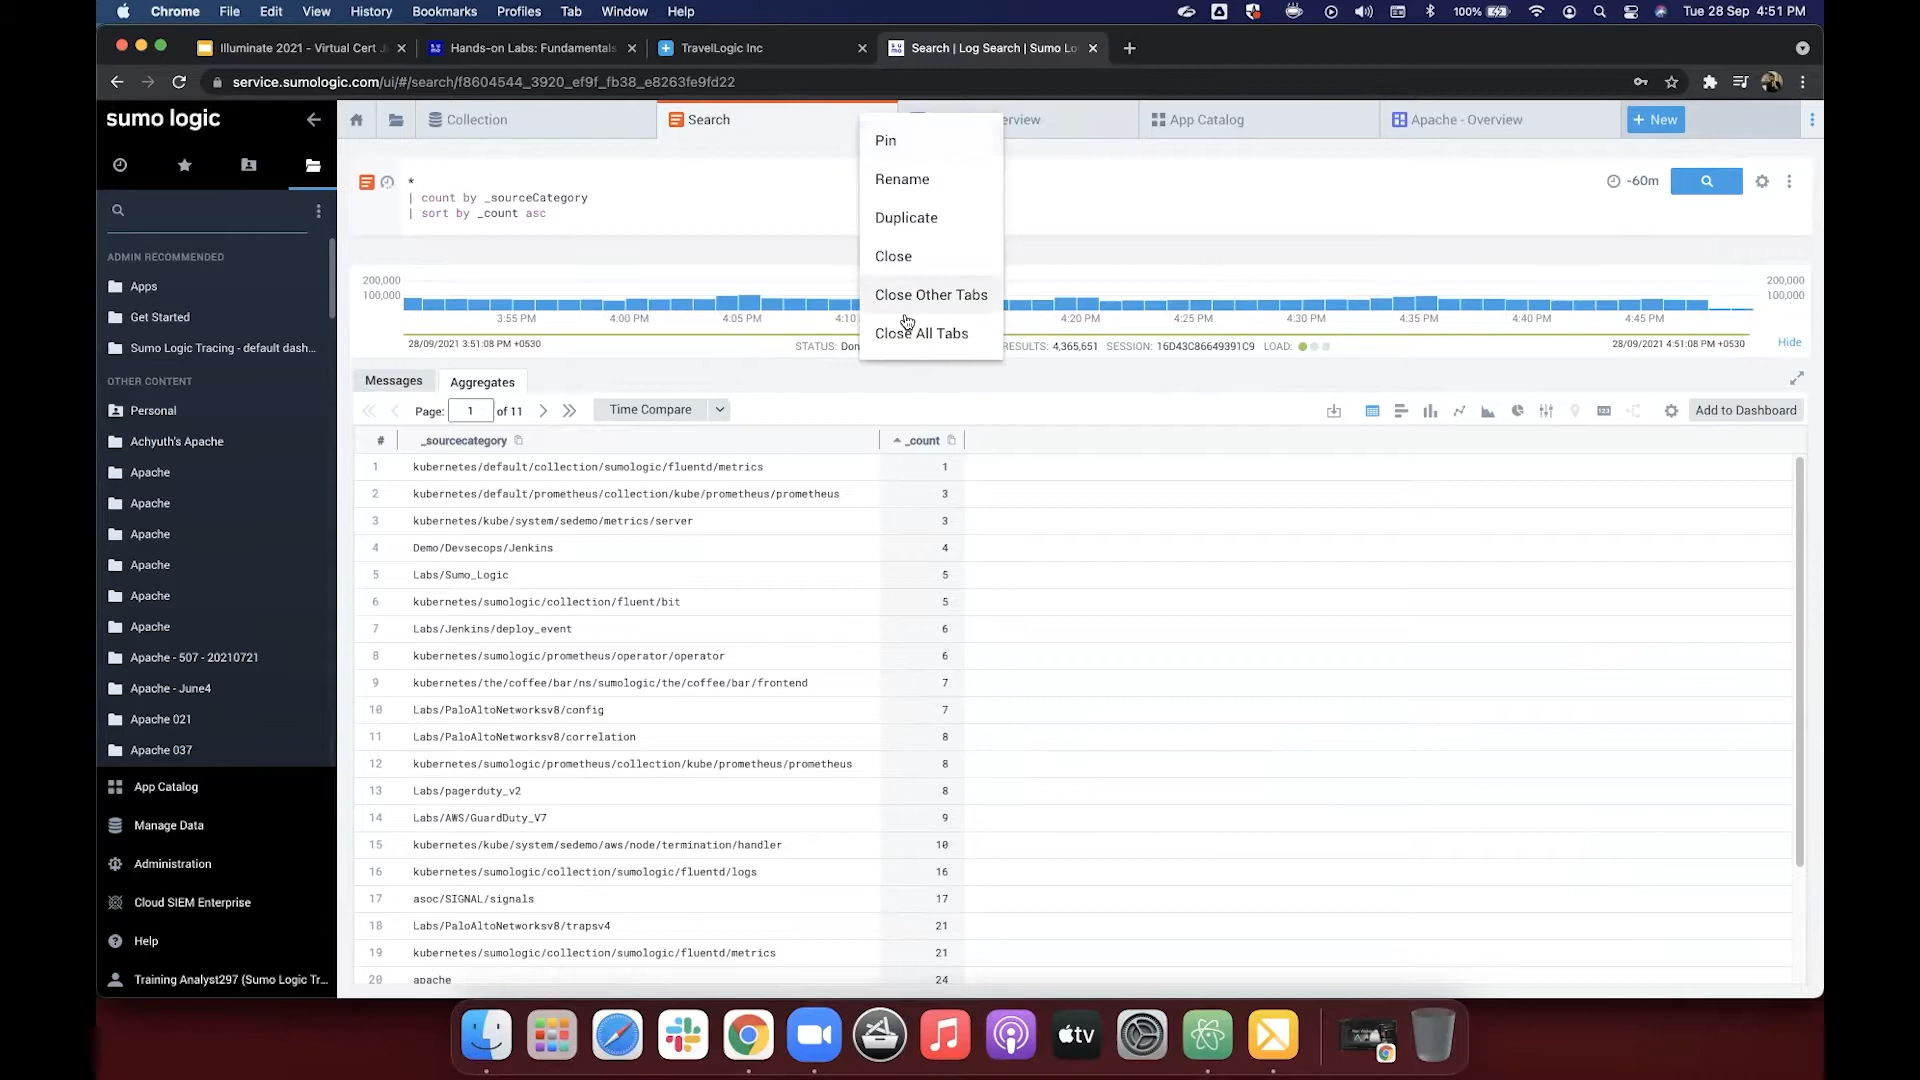 Chrome File Edit View History Bookmarks Profiles Tab Window Help 100% Tue 28 Sep 4:51 PM
Illuminate 2021 - Virtual Cert J Hands-on Labs: Fundamentals TravelLogic Inc Search | Log Search | Sumo Lo
service.sumologic.com/ui/#/search/f8604544_3920_ef9f_fb38_e8263fe9fd22
sumo logic
Collection Search erview App Catalog Apache - Overview + New
Pin
Rename
Duplicate
Close
Close Other Tabs
Close All Tabs
*
| count by _sourceCategory
| sort by _count asc
-60m
ADMIN RECOMMENDED
Apps
Get Started
Sumo Logic Tracing - default dash...
OTHER CONTENT
Personal
Achyuth's Apache
Apache
Apache
Apache
Apache
Apache
Apache
Apache - 507 - 20210721
Apache - June4
Apache 021
Apache 037
App Catalog
Manage Data
Administration
Cloud SIEM Enterprise
Help
Training Analyst297 (Sumo Logic Tr...
200,000 200,000
100,000 100,000
3:55 PM 4:00 PM 4:05 PM 4:10 4:20 PM 4:25 PM 4:30 PM 4:35 PM 4:40 PM 4:45 PM
28/09/2021 3:51:08 PM +0530 STATUS: Don RESULTS: 4,365,651 SESSION: 16D43C86649391C9 LOAD: 28/09/2021 4:51:08 PM +0530 Hide
Messages Aggregates
Page: 1 of 11 Time Compare Add to Dashboard
# _sourcecategory _count
1 kubernetes/default/collection/sumologic/fluentd/metrics 1
2 kubernetes/default/prometheus/collection/kube/prometheus/prometheus 3
3 kubernetes/kube/system/sedemo/metrics/server 3
4 Demo/Devsecops/Jenkins 4
5 Labs/Sumo_Logic 5
6 kubernetes/sumologic/collection/fluent/bit 5
7 Labs/Jenkins/deploy_event 6
8 kubernetes/sumologic/prometheus/operator/operator 6
9 kubernetes/the/coffee/bar/ns/sumologic/the/coffee/bar/frontend 7
10 Labs/PaloAltoNetworksv8/config 7
11 Labs/PaloAltoNetworksv8/correlation 8
12 kubernetes/sumologic/prometheus/collection/kube/prometheus/prometheus 8
13 Labs/pagerduty_v2 8
14 Labs/AWS/GuardDuty_V7 9
15 kubernetes/kube/system/sedemo/aws/node/termination/handler 10
16 kubernetes/sumologic/collection/sumologic/fluentd/logs 16
17 asoc/SIGNAL/signals 17
18 Labs/PaloAltoNetworksv8/trapsv4 21
19 kubernetes/sumologic/collection/sumologic/fluentd/metrics 21
20 apache 24
tv